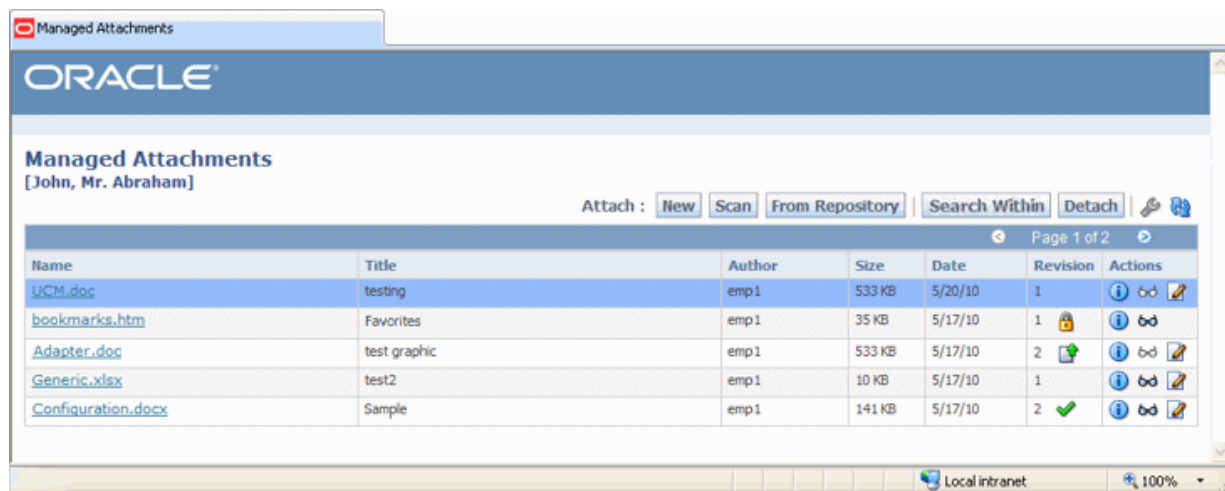 Managed Attachments
ORACLE®
Managed Attachments
[John, Mr. Abraham]
Attach : New Scan From Repository | Search Within Detach |
Page 1 of 2
Name Title Author Size Date Revision Actions
UCM.doc testing emp1 533 KB 5/20/10 1
bookmarks.htm Favorites emp1 35 KB 5/17/10 1
Adapter.doc test graphic emp1 533 KB 5/17/10 2
Generic.xlsx test2 emp1 10 KB 5/17/10 1
Configuration.docx Sample emp1 141 KB 5/17/10 2
Local intranet 100%